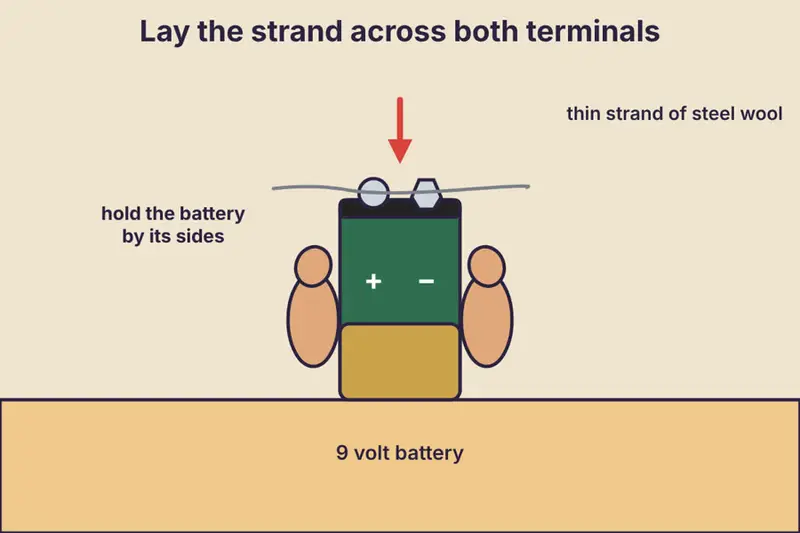 Lay the strand across both terminals
thin strand of steel wool
hold the battery
by its sides
+ −
9 volt battery